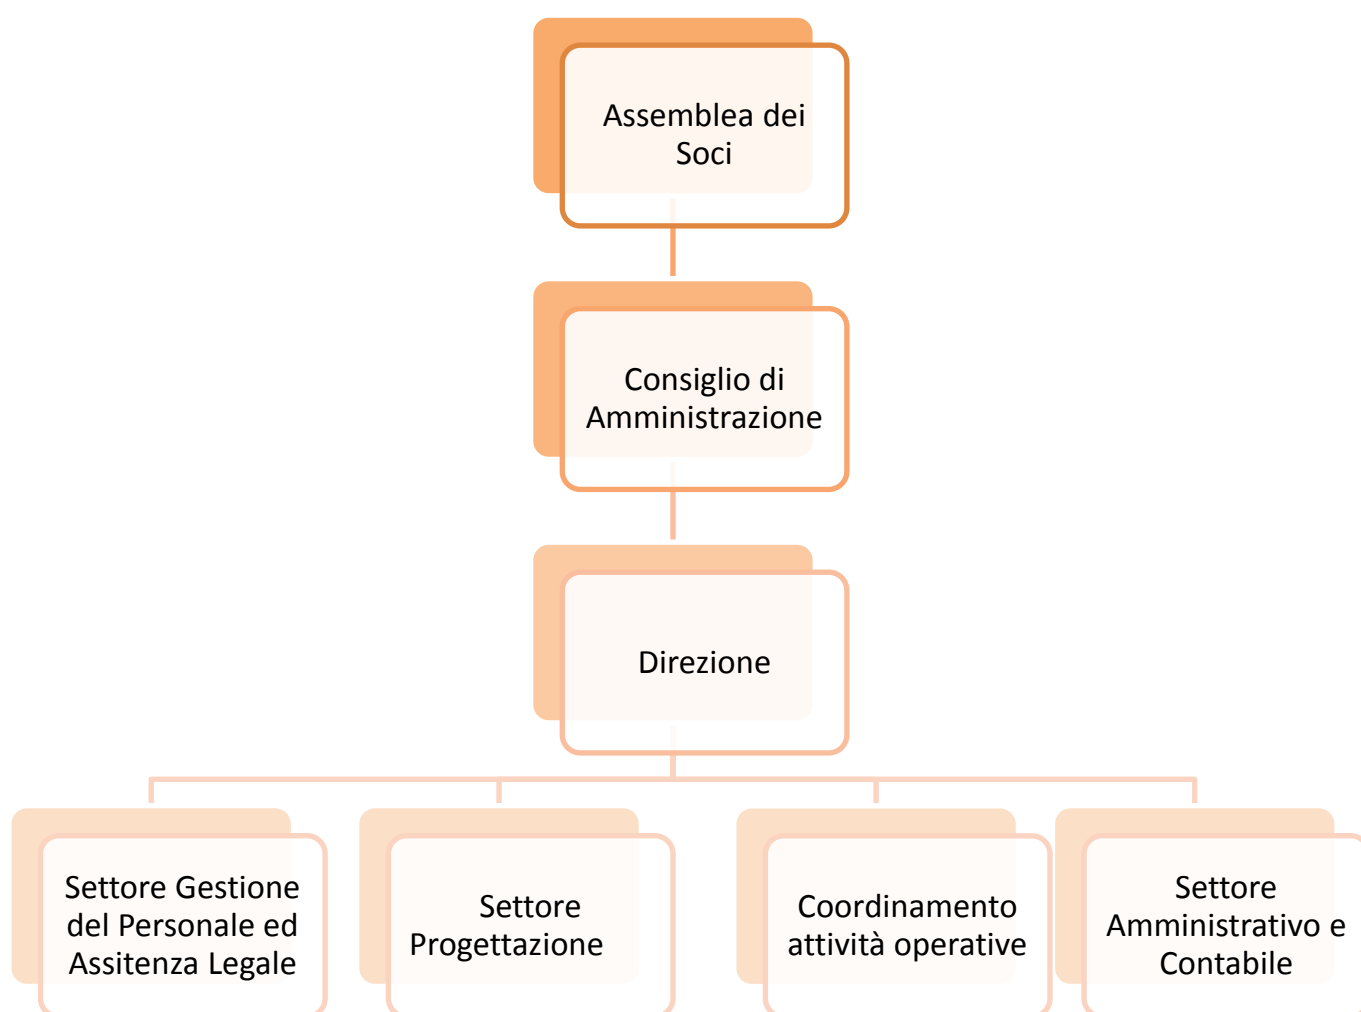 Assemblea dei
Soci
Consiglio di
Amministrazione
Direzione
Settore Gestione
del Personale ed
Assitenza Legale
Settore
Progettazione
Coordinamento
attività operative
Settore
Amministrativo e
Contabile